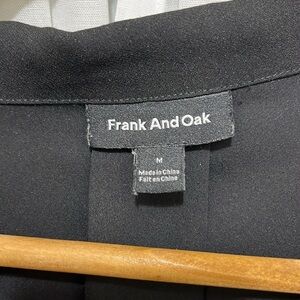 Frank And Oak
M
Made in China
Fait en Chine